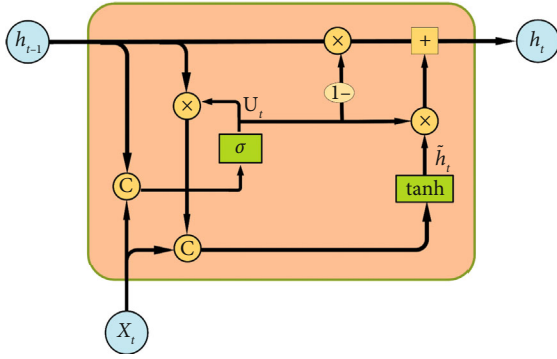 h_{t-1}
×
+
h_t
1-
×
U_t
×
σ
h̃_t
C
tanh
C
X_t